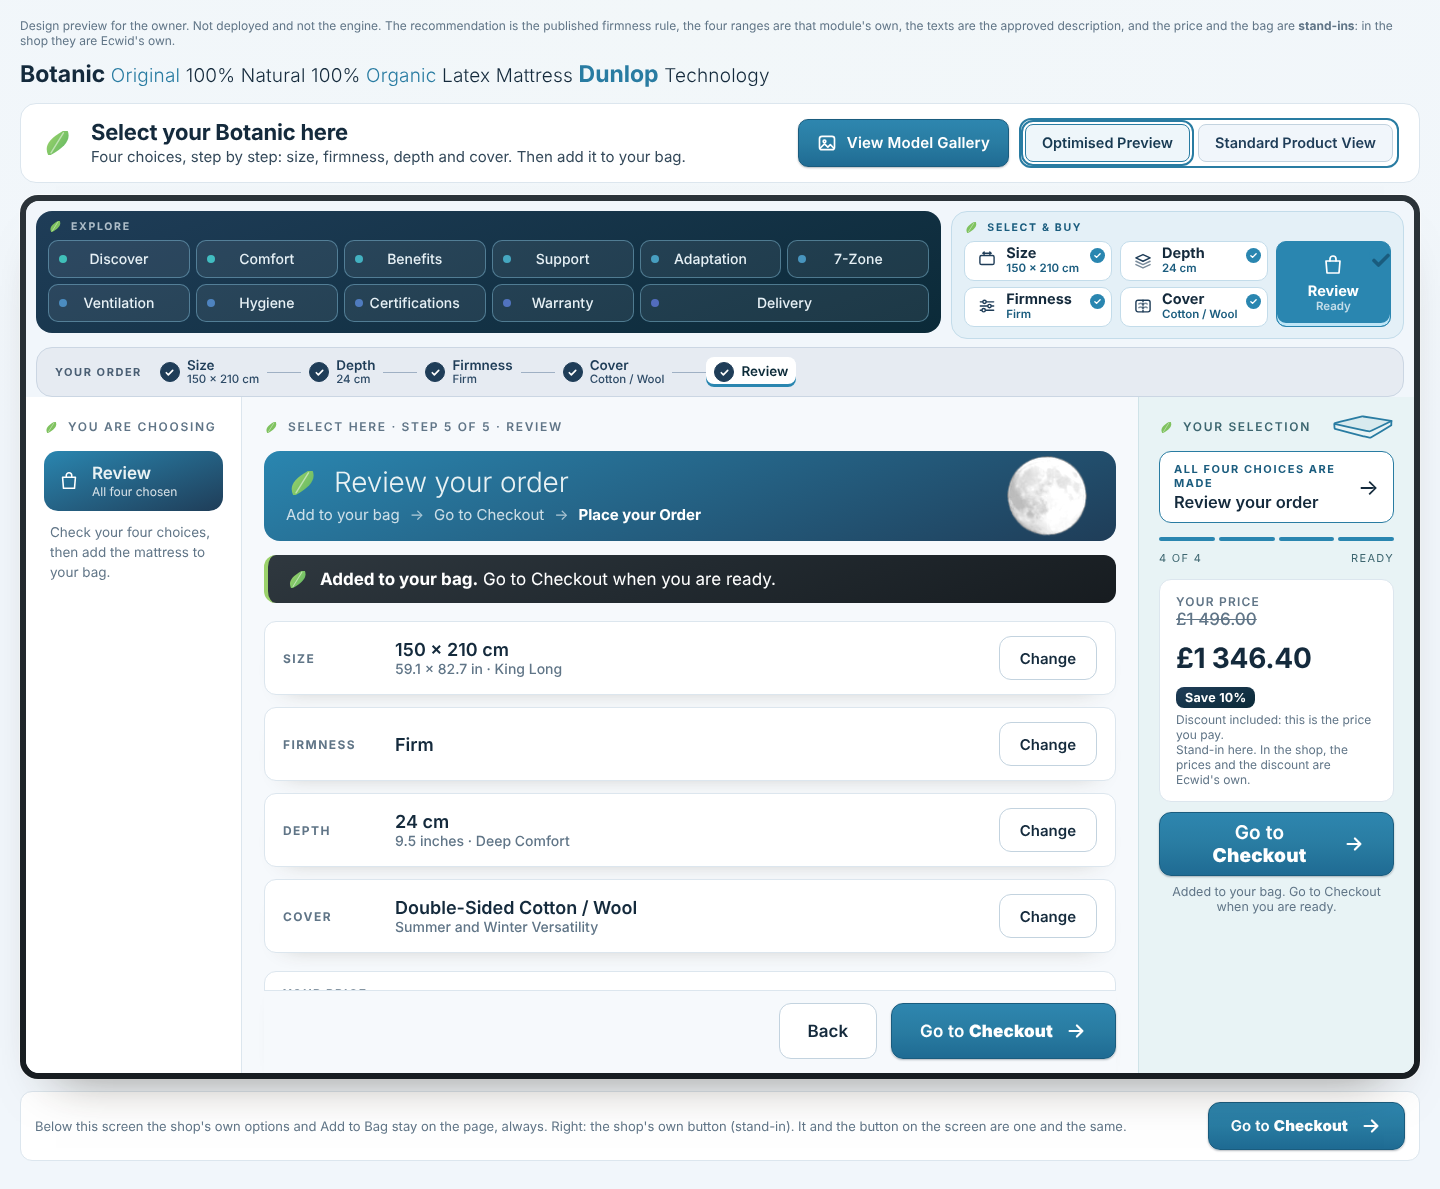 Design preview for the owner. Not deployed and not the engine. The recommendation is the published firmness rule, the four ranges are that module's own, the texts are the approved description, and the price and the bag are stand-ins: in the
shop they are Ecwid's own.
Botanic Original 100% Natural 100% Organic Latex Mattress Dunlop Technology
Select your Botanic here
Four choices, step by step: size, firmness, depth and cover. Then add it to your bag.
View Model Gallery
Optimised Preview
Standard Product View
EXPLORE
Discover
Comfort
Benefits
Support
Adaptation
7-Zone
Ventilation
Hygiene
Certifications
Warranty
Delivery
SELECT & BUY
Size
150 × 210 cm
Depth
24 cm
Firmness
Firm
Cover
Cotton / Wool
Review
Ready
YOUR ORDER
Size
150 × 210 cm
Depth
24 cm
Firmness
Firm
Cover
Cotton / Wool
Review
YOU ARE CHOOSING
Review
All four chosen
Check your four choices,
then add the mattress to
your bag.
SELECT HERE · STEP 5 OF 5 · REVIEW
Review your order
Add to your bag → Go to Checkout → Place your Order
Added to your bag. Go to Checkout when you are ready.
SIZE
150 × 210 cm
59.1 × 82.7 in · King Long
Change
FIRMNESS
Firm
Change
DEPTH
24 cm
9.5 inches · Deep Comfort
Change
COVER
Double-Sided Cotton / Wool
Summer and Winter Versatility
Change
Back
Go to Checkout →
YOUR SELECTION
ALL FOUR CHOICES ARE
MADE
Review your order →
4 OF 4
READY
YOUR PRICE
£1 496.00
£1 346.40
Save 10%
Discount included: this is the price
you pay.
Stand-in here. In the shop, the
prices and the discount are
Ecwid's own.
Go to
Checkout →
Added to your bag. Go to Checkout
when you are ready.
Below this screen the shop's own options and Add to Bag stay on the page, always. Right: the shop's own button (stand-in). It and the button on the screen are one and the same.
Go to Checkout →